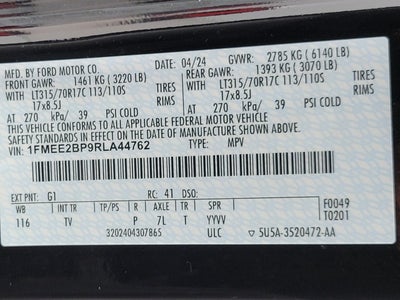 MFD. BY FORD MOTOR CO. 04/24 GVWR: 2785 KG (6140 LB)
FRONT GAWR: 1461 KG (3220 LB) REAR GAWR: 1393 KG (3070 LB)
WITH LT315/70R17C 113/110S TIRES WITH LT315/70R17C 113/110S TIRES
17x8.5J RIMS 17x8.5J RIMS
AT 270 kPa/ 39 PSI COLD AT 270 kPa/ 39 PSI COLD
THIS VEHICLE CONFORMS TO ALL APPLICABLE FEDERAL MOTOR VEHICLE SAFETY STANDARDS IN EFFECT ON THE DATE OF MANUFACTURE SHOWN ABOVE.
VIN: 1FMEE2BP9RLA44762 TYPE: MPV
EXT PNT: G1 RC: 41 DSO: F0049
WB INT TR TP/PS R AXLE TR SPR T0201
116 TV P 7L T YYVV
3202404307865 ULC 5U5A-3520472-AA